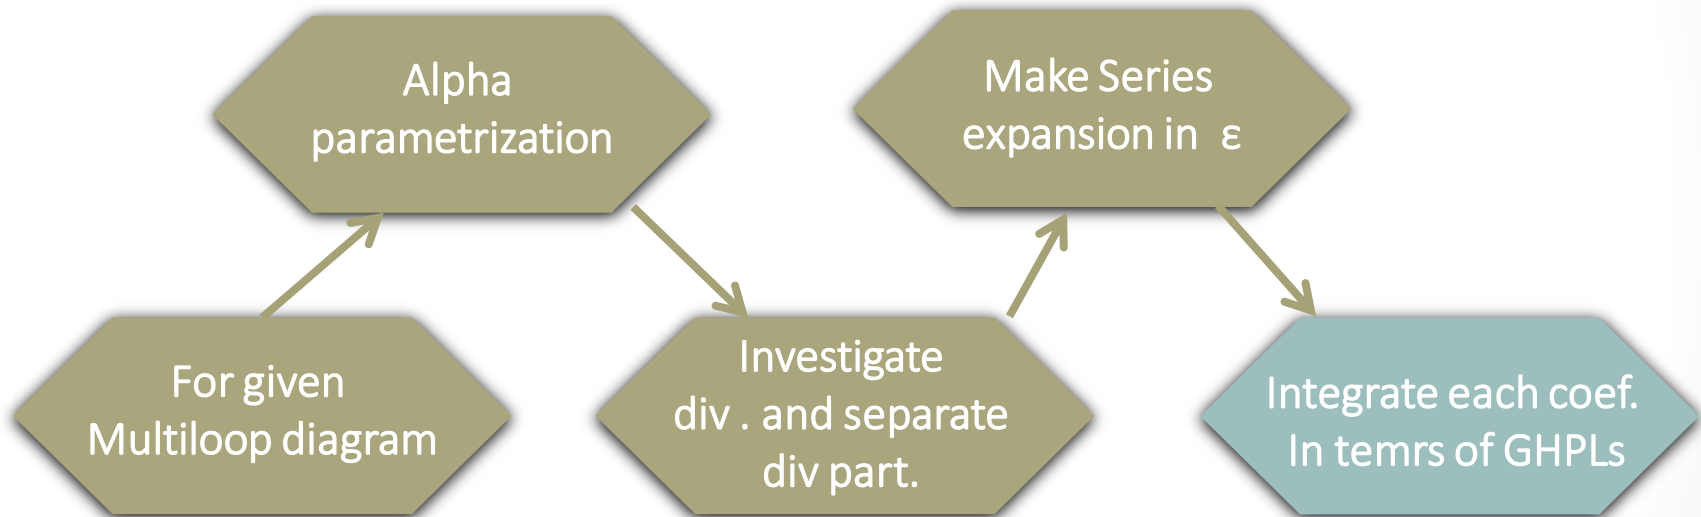 For given
Multiloop diagram
Alpha
parametrization
Investigate
div . and separate
div part.
Make Series
expansion in ε
Integrate each coef.
In temrs of GHPLs